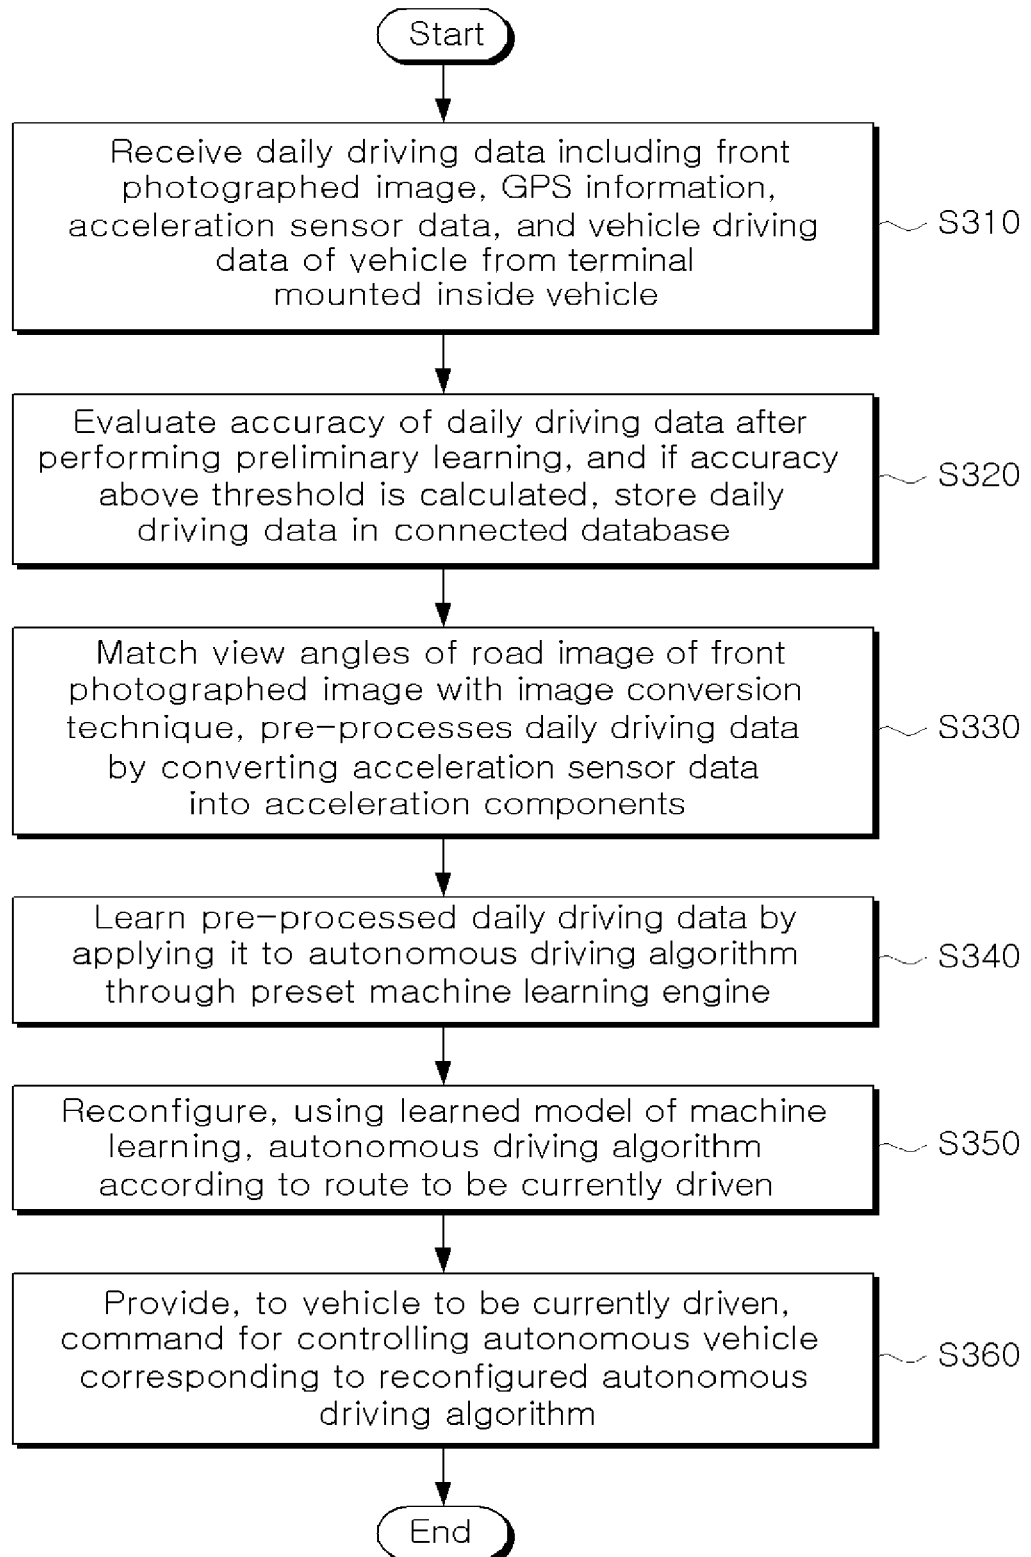 Start
Receive daily driving data including front
photographed image, GPS information,
acceleration sensor data, and vehicle driving
data of vehicle from terminal
mounted inside vehicle
S310
Evaluate accuracy of daily driving data after
performing preliminary learning, and if accuracy
above threshold is calculated, store daily
driving data in connected database
S320
Match view angles of road image of front
photographed image with image conversion
technique, pre-processes daily driving data
by converting acceleration sensor data
into acceleration components
S330
Learn pre-processed daily driving data by
applying it to autonomous driving algorithm
through preset machine learning engine
S340
Reconfigure, using learned model of machine
learning, autonomous driving algorithm
according to route to be currently driven
S350
Provide, to vehicle to be currently driven,
command for controlling autonomous vehicle
corresponding to reconfigured autonomous
driving algorithm
S360
End